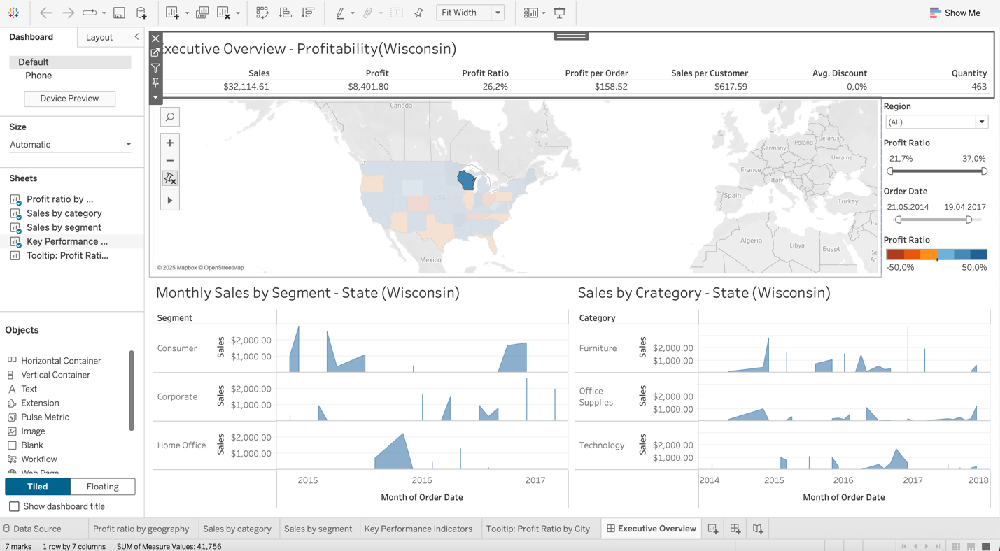 Fit Width
Show Me
Dashboard
Layout
Default
Phone
Device Preview
Size
Automatic
Sheets
Profit ratio by ...
Sales by category
Sales by segment
Key Performance ...
Tooltip: Profit Rati...
Objects
Horizontal Container
Vertical Container
Text
Extension
Pulse Metric
Image
Blank
Workflow
Web Page
Tiled
Floating
Show dashboard title
xecutive Overview - Profitability(Wisconsin)
Sales Profit Profit Ratio Profit per Order Sales per Customer Avg. Discount Quantity
$32,114.61 $8,401.80 26,2% $158.52 $617.59 0,0% 463
Canada
USA
Mexico
Belarus
Poland
Germany
Ukraine
France
Italy
Spain
Turkey
Algeria
Libya
Egypt
Ira
Sa
Ar
© 2025 Mapbox © OpenStreetMap
Region
(All)
Profit Ratio
-21,7% 37,0%
Order Date
21.05.2014 19.04.2017
Profit Ratio
-50,0% 50,0%
Monthly Sales by Segment - State (Wisconsin)
Segment
Consumer
Sales
$2,000.00
$1,000.00
Corporate
Sales
$2,000.00
$1,000.00
Home Office
Sales
$2,000.00
$1,000.00
2015 2016 2017
Month of Order Date
Sales by Crategory - State (Wisconsin)
Category
Furniture
Sales
$2,000.00
$1,000.00
Office
Supplies
Sales
$2,000.00
$1,000.00
Technology
Sales
$2,000.00
$1,000.00
2014 2015 2016 2017 2018
Month of Order Date
Data Source
Profit ratio by geography
Sales by category
Sales by segment
Key Performance Indicators
Tooltip: Profit Ratio by City
Executive Overview
7 marks 1 row by 7 columns SUM of Measure Values: 41,756